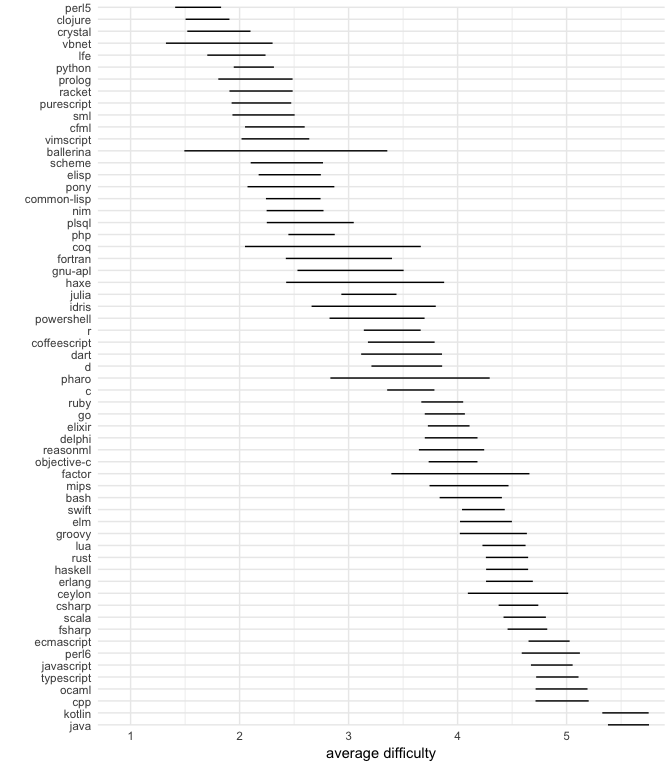 perl5
clojure
crystal
vbnet
lfe
python
prolog
racket
purescript
sml
cfml
vimscript
ballerina
scheme
elisp
pony
common-lisp
nim
plsql
php
coq
fortran
gnu-apl
haxe
julia
idris
powershell
r
coffeescript
dart
d
pharo
c
ruby
go
elixir
delphi
reasonml
objective-c
factor
mips
bash
swift
elm
groovy
lua
rust
haskell
erlang
ceylon
csharp
scala
fsharp
ecmascript
perl6
javascript
typescript
ocaml
cpp
kotlin
java
1 2 3 4 5
average difficulty